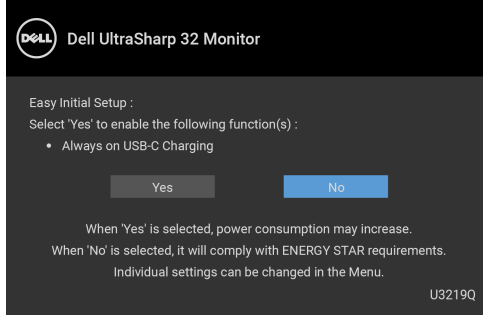 DELL
Dell UltraSharp 32 Monitor
Easy Initial Setup :
Select 'Yes' to enable the following function(s) :
• Always on USB-C Charging
Yes
No
When 'Yes' is selected, power consumption may increase.
When 'No' is selected, it will comply with ENERGY STAR requirements.
Individual settings can be changed in the Menu.
U3219Q